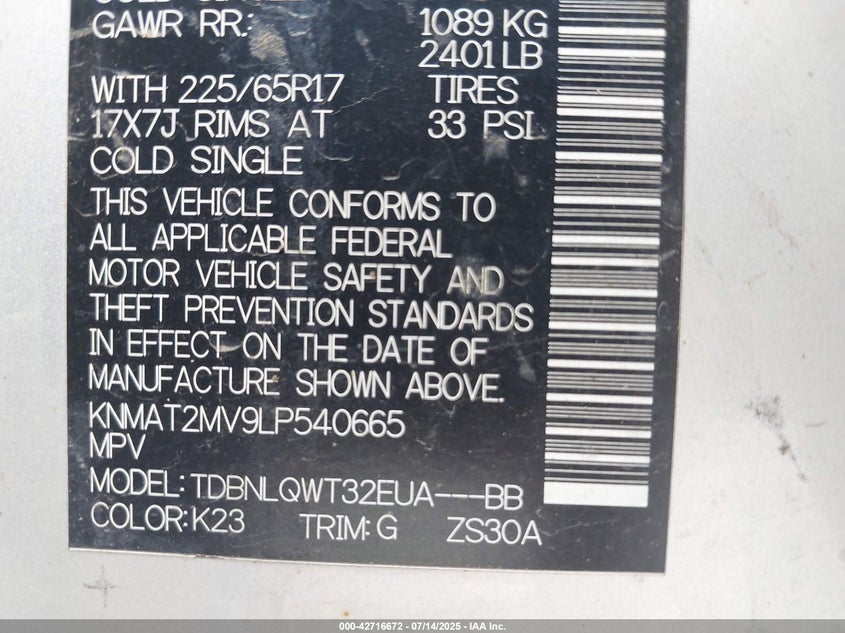 GAWR RR: 1089 KG
2401 LB
WITH 225/65R17 TIRES
17X7J RIMS AT 33 PSI,
COLD SINGLE
THIS VEHICLE CONFORMS TO
ALL APPLICABLE FEDERAL
MOTOR VEHICLE SAFETY AND
THEFT PREVENTION STANDARDS
IN EFFECT ON THE DATE OF
MANUFACTURE SHOWN ABOVE.
KNMAT2MV9LP540665
MPV
MODEL: TDBNLQWT32EUA---BB
COLOR: K23 TRIM: G ZS30A
000-42716672 - 07/14/2025 - IAA Inc.